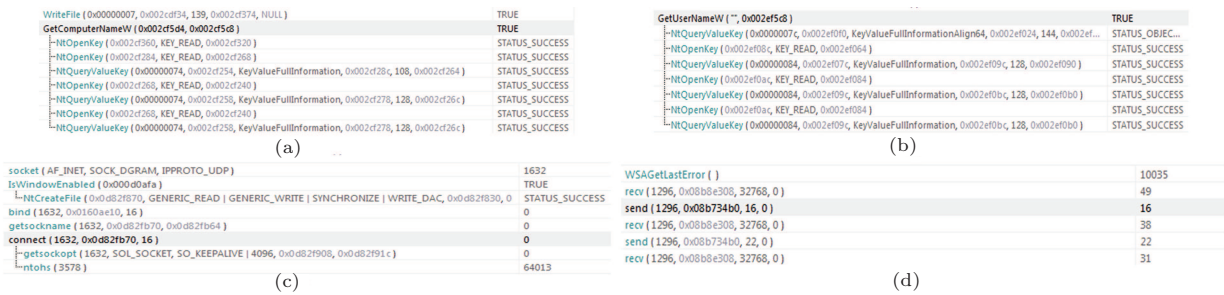 WriteFile ( 0x00000007, 0x002cdf34, 139, 0x002cf374, NULL ) TRUE
GetComputerNameW ( 0x002cf5d4, 0x002cf5c8 ) TRUE
NtOpenKey ( 0x002cf360, KEY_READ, 0x002cf320 ) STATUS_SUCCESS
NtOpenKey ( 0x002cf284, KEY_READ, 0x002cf268 ) STATUS_SUCCESS
NtQueryValueKey ( 0x00000074, 0x002cf254, KeyValueFullInformation, 0x002cf28c, 108, 0x002cf264 ) STATUS_SUCCESS
NtOpenKey ( 0x002cf268, KEY_READ, 0x002cf240 ) STATUS_SUCCESS
NtQueryValueKey ( 0x00000074, 0x002cf258, KeyValueFullInformation, 0x002cf278, 128, 0x002cf26c ) STATUS_SUCCESS
NtOpenKey ( 0x002cf268, KEY_READ, 0x002cf240 ) STATUS_SUCCESS
NtQueryValueKey ( 0x00000074, 0x002cf258, KeyValueFullInformation, 0x002cf278, 128, 0x002cf26c ) STATUS_SUCCESS
(a)
GetUserNameW ( "", 0x002ef5c8 ) TRUE
NtQueryValueKey ( 0x0000007c, 0x002ef0f0, KeyValueFullInformationAlign64, 0x002ef024, 144, 0x002ef... STATUS_OBJEC...
NtOpenKey ( 0x002ef08c, KEY_READ, 0x002ef064 ) STATUS_SUCCESS
NtQueryValueKey ( 0x00000084, 0x002ef07c, KeyValueFullInformation, 0x002ef09c, 128, 0x002ef090 ) STATUS_SUCCESS
NtOpenKey ( 0x002ef0ac, KEY_READ, 0x002ef084 ) STATUS_SUCCESS
NtQueryValueKey ( 0x00000084, 0x002ef09c, KeyValueFullInformation, 0x002ef0bc, 128, 0x002ef0b0 ) STATUS_SUCCESS
NtOpenKey ( 0x002ef0ac, KEY_READ, 0x002ef084 ) STATUS_SUCCESS
NtQueryValueKey ( 0x00000084, 0x002ef09c, KeyValueFullInformation, 0x002ef0bc, 128, 0x002ef0b0 ) STATUS_SUCCESS
(b)
socket ( AF_INET, SOCK_DGRAM, IPPROTO_UDP ) 1632
IsWindowEnabled ( 0x000d0afa ) TRUE
NtCreateFile ( 0x0d82f870, GENERIC_READ | GENERIC_WRITE | SYNCHRONIZE | WRITE_DAC, 0x0d82f830, 0 STATUS_SUCCESS
bind ( 1632, 0x0160ae10, 16 ) 0
getsockname ( 1632, 0x0d82fb70, 0x0d82fb64 ) 0
connect ( 1632, 0x0d82fb70, 16 ) 0
getsockopt ( 1632, SOL_SOCKET, SO_KEEPALIVE | 4096, 0x0d82f908, 0x0d82f91c ) 0
ntohs ( 3578 ) 64013
(c)
WSAGetLastError ( ) 10035
recv ( 1296, 0x08b8e308, 32768, 0 ) 49
send ( 1296, 0x08b734b0, 16, 0 ) 16
recv ( 1296, 0x08b8e308, 32768, 0 ) 38
send ( 1296, 0x08b734b0, 22, 0 ) 22
recv ( 1296, 0x08b8e308, 32768, 0 ) 31
(d)